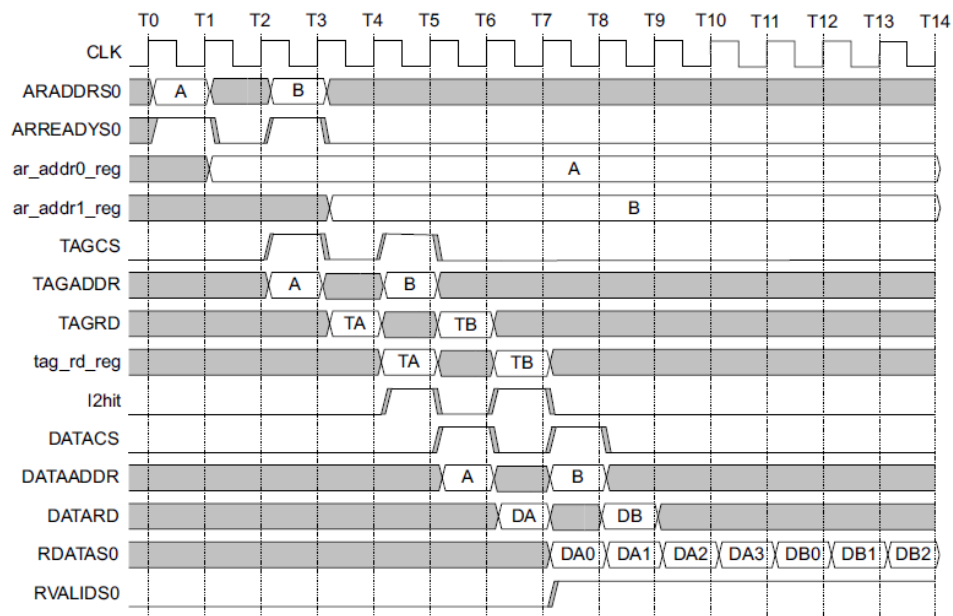 T0 T1 T2 T3 T4 T5 T6 T7 T8 T9 T10 T11 T12 T13 T14
CLK
ARADDRS0 A B
ARREADYS0
ar_addr0_reg A
ar_addr1_reg B
TAGCS
TAGADDR A B
TAGRD TA TB
tag_rd_reg TA TB
l2hit
DATACS
DATAADDR A B
DATARD DA DB
RDATAS0 DA0 DA1 DA2 DA3 DB0 DB1 DB2
RVALIDS0